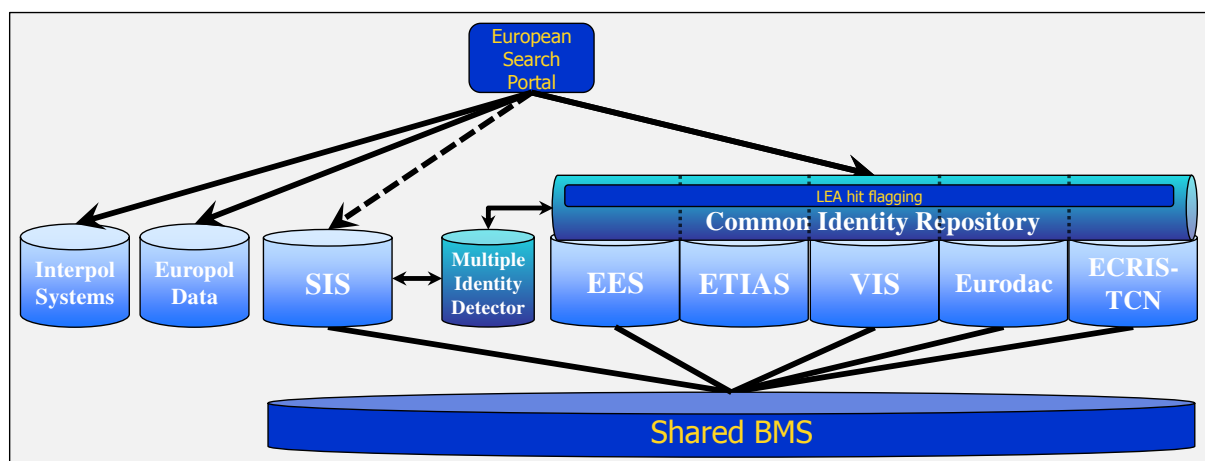 European
Search
Portal
LEA hit flagging
Common Identity Repository
Interpol
Systems
Europol
Data
SIS
Multiple
Identity
Detector
EES
ETIAS
VIS
Eurodac
ECRIS-
TCN
Shared BMS